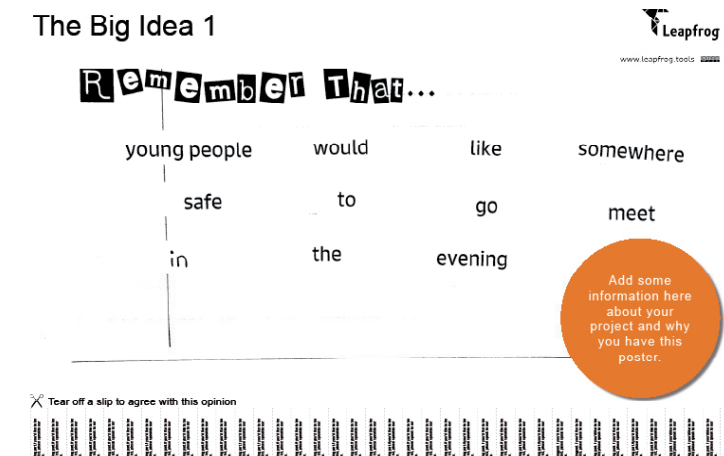 The Big Idea 1
Leapfrog
www.leapfrog.tools
Remember That...
young people would like somewhere
safe to go meet
in the evening
Add some
information here
about your
project and why
you have this
poster.
Tear off a slip to agree with this opinion